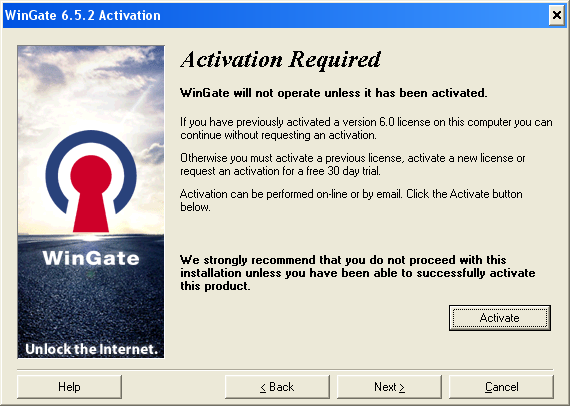 WinGate 6.5.2 Activation
Activation Required
WinGate will not operate unless it has been activated.
If you have previously activated a version 6.0 license on this computer you can
continue without requesting an activation.
Otherwise you must activate a previous license, activate a new license or
request an activation for a free 30 day trial.
Activation can be performed on-line or by email. Click the Activate button
below.
WinGate
We strongly recommend that you do not proceed with this
installation unless you have been able to successfully activate
this product.
Activate
Unlock the Internet.
Help
< Back
Next >
Cancel